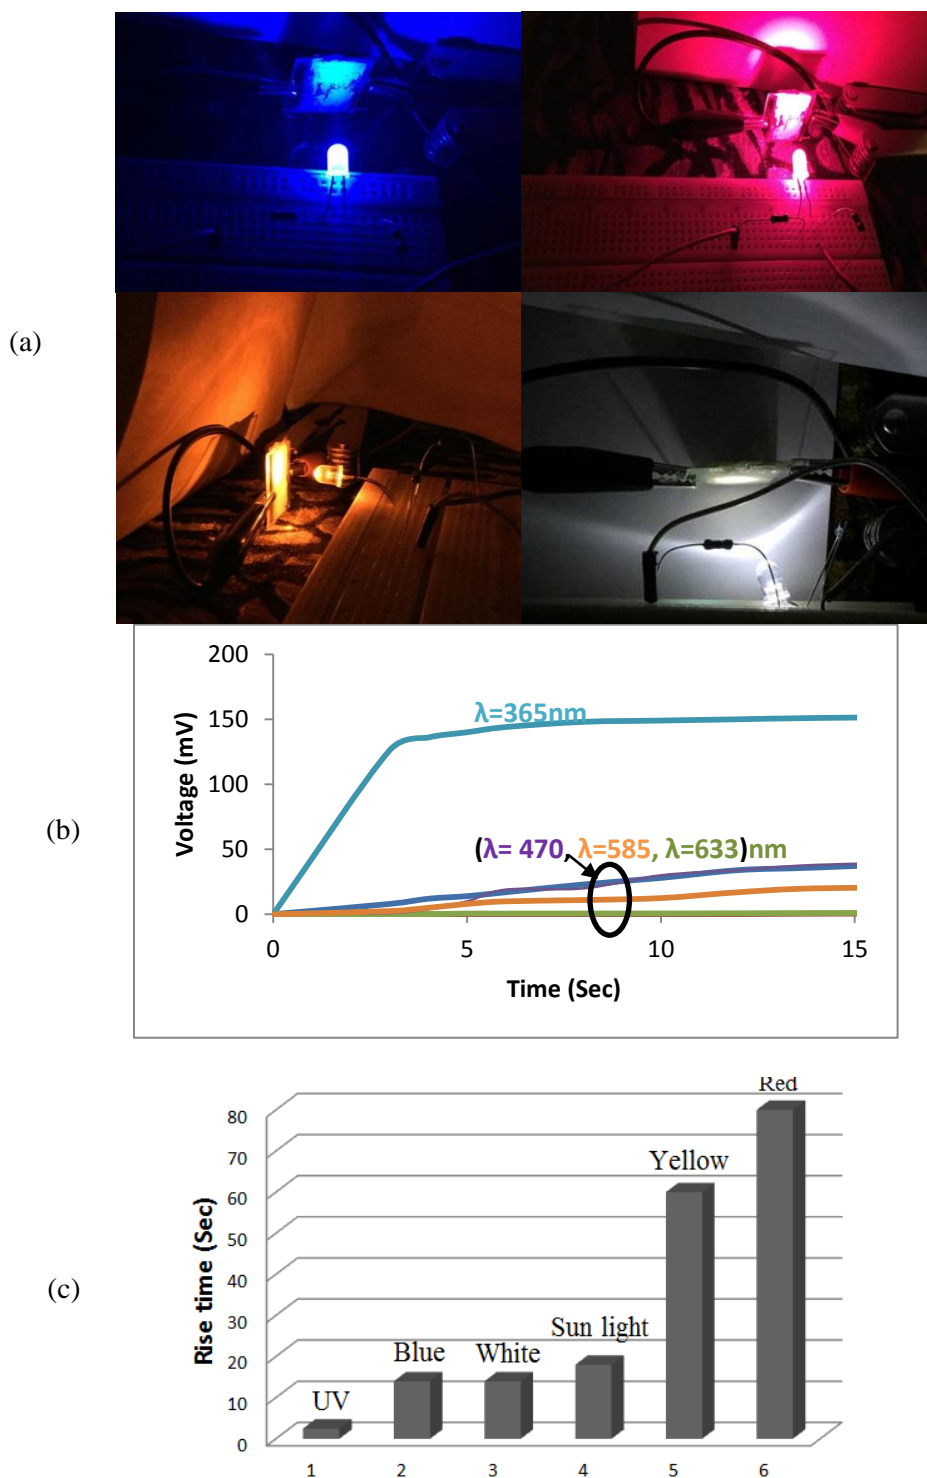 (a)
200
150
100
50
0
Voltage (mV)
λ=365nm
(λ= 470, λ=585, λ=633)nm
0 5 10 15
Time (Sec)
(b)
80
70
60
50
40
30
20
10
0
Rise time (Sec)
UV
Blue
White
Sun light
Yellow
Red
1 2 3 4 5 6
(c)